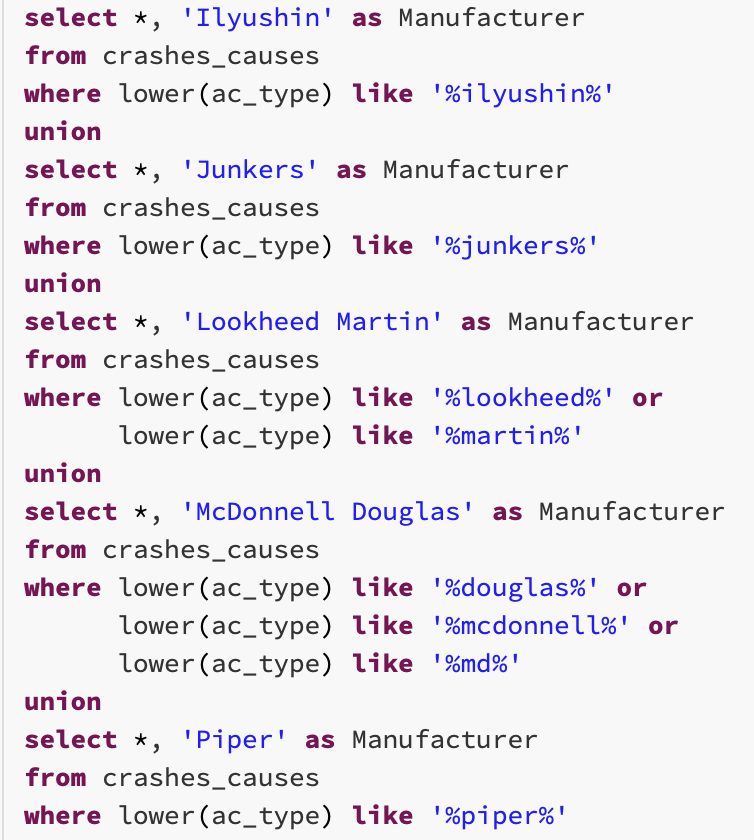 select *, 'Ilyushin' as Manufacturer
from crashes_causes
where lower(ac_type) like '%ilyushin%'
union
select *, 'Junkers' as Manufacturer
from crashes_causes
where lower(ac_type) like '%junkers%'
union
select *, 'Lookheed Martin' as Manufacturer
from crashes_causes
where lower(ac_type) like '%lookheed%' or
      lower(ac_type) like '%martin%'
union
select *, 'McDonnell Douglas' as Manufacturer
from crashes_causes
where lower(ac_type) like '%douglas%' or
      lower(ac_type) like '%mcdonnell%' or
      lower(ac_type) like '%md%'
union
select *, 'Piper' as Manufacturer
from crashes_causes
where lower(ac_type) like '%piper%'